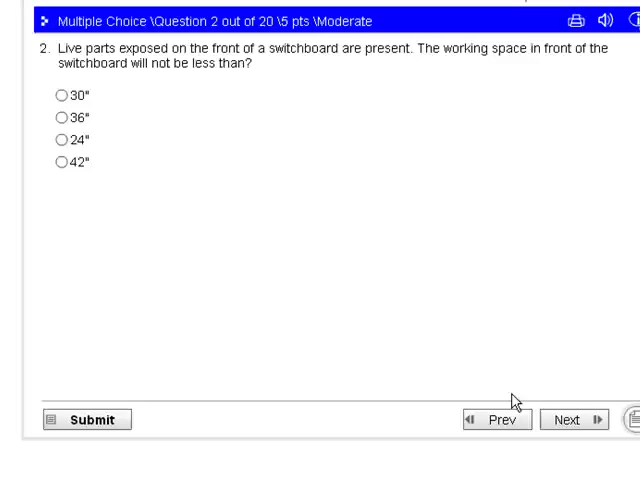 Multiple Choice \Question 2 out of 20 \5 pts \Moderate
2. Live parts exposed on the front of a switchboard are present. The working space in front of the
switchboard will not be less than?
30"
36"
24"
42"
Submit
Prev
Next